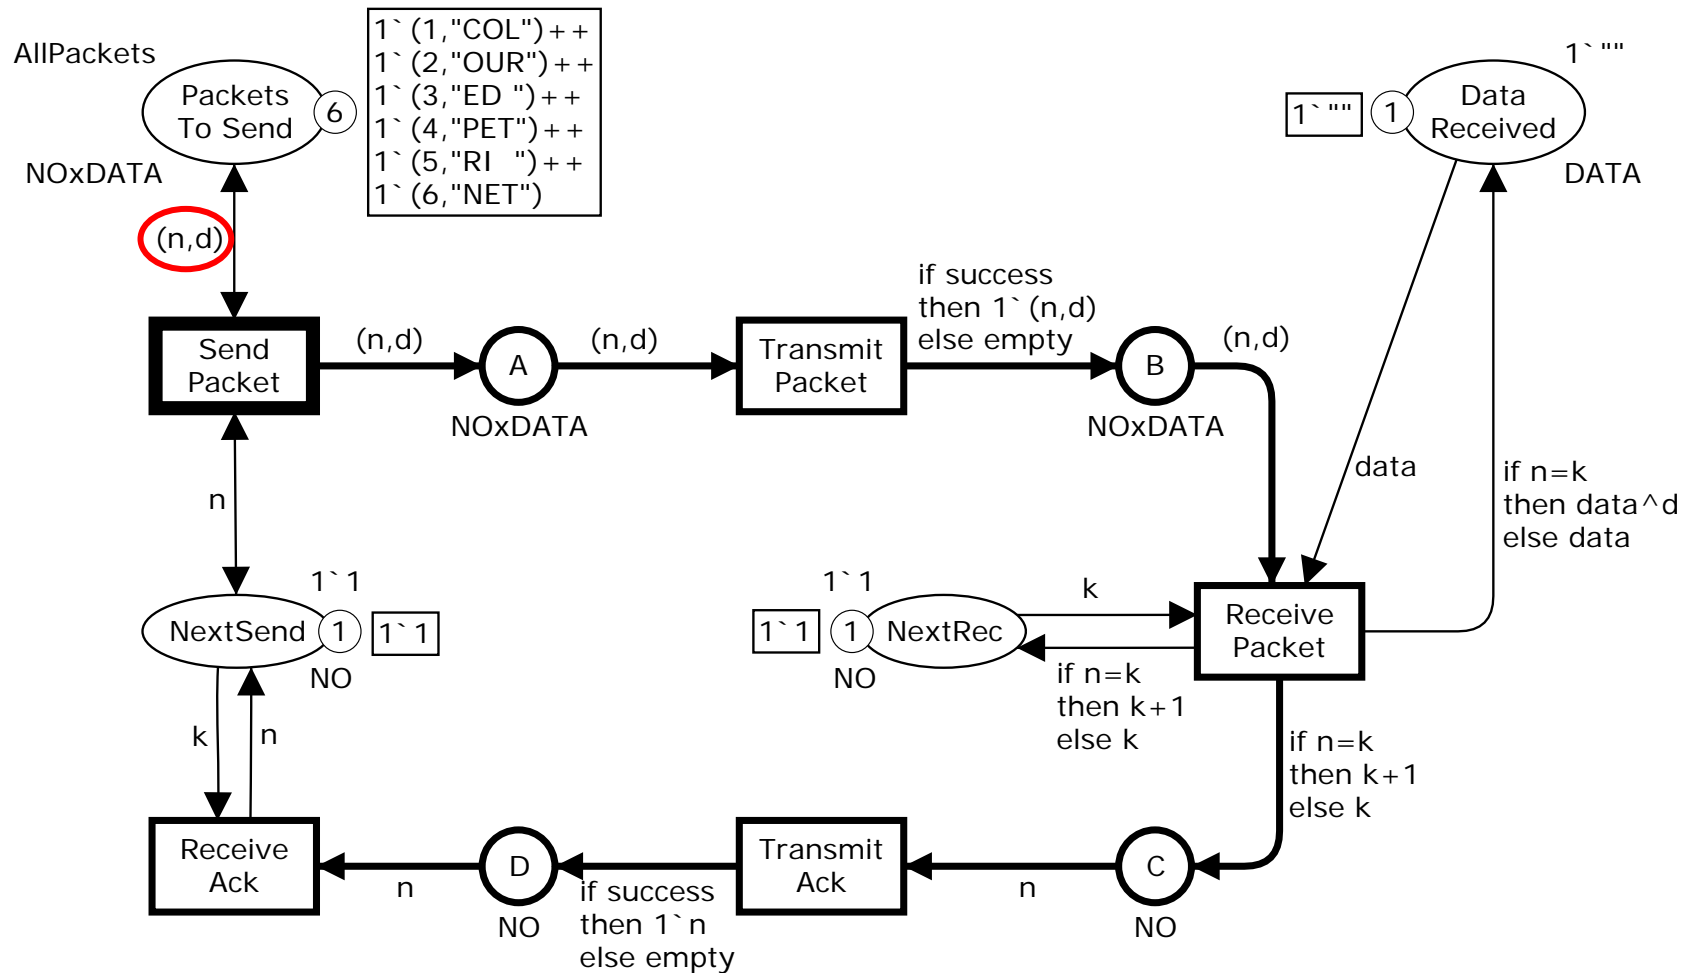 AllPackets
Packets
To Send
6
NOxDATA
1`(1,"COL")++
1`(2,"OUR")++
1`(3,"ED ")++
1`(4,"PET")++
1`(5,"RI  ")++
1`(6,"NET")
1`""
1`""
1
Data
Received
DATA
(n,d)
Send
Packet
(n,d)
A
NOxDATA
(n,d)
Transmit
Packet
if success
then 1`(n,d)
else empty
B
NOxDATA
(n,d)
data
if n=k
then data^d
else data
n
1`1
NextSend
1
1`1
NO
1`1
1`1
1
NextRec
NO
k
if n=k
then k+1
else k
Receive
Packet
if n=k
then k+1
else k
k
n
Receive
Ack
n
D
NO
if success
then 1`n
else empty
Transmit
Ack
n
C
NO